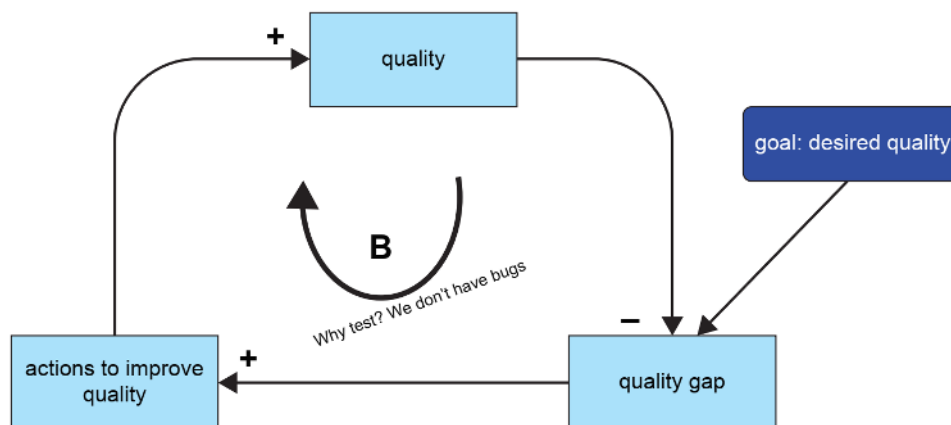 +
quality
goal: desired quality
B
Why test? We don't have bugs
–
+
actions to improve
quality
quality gap